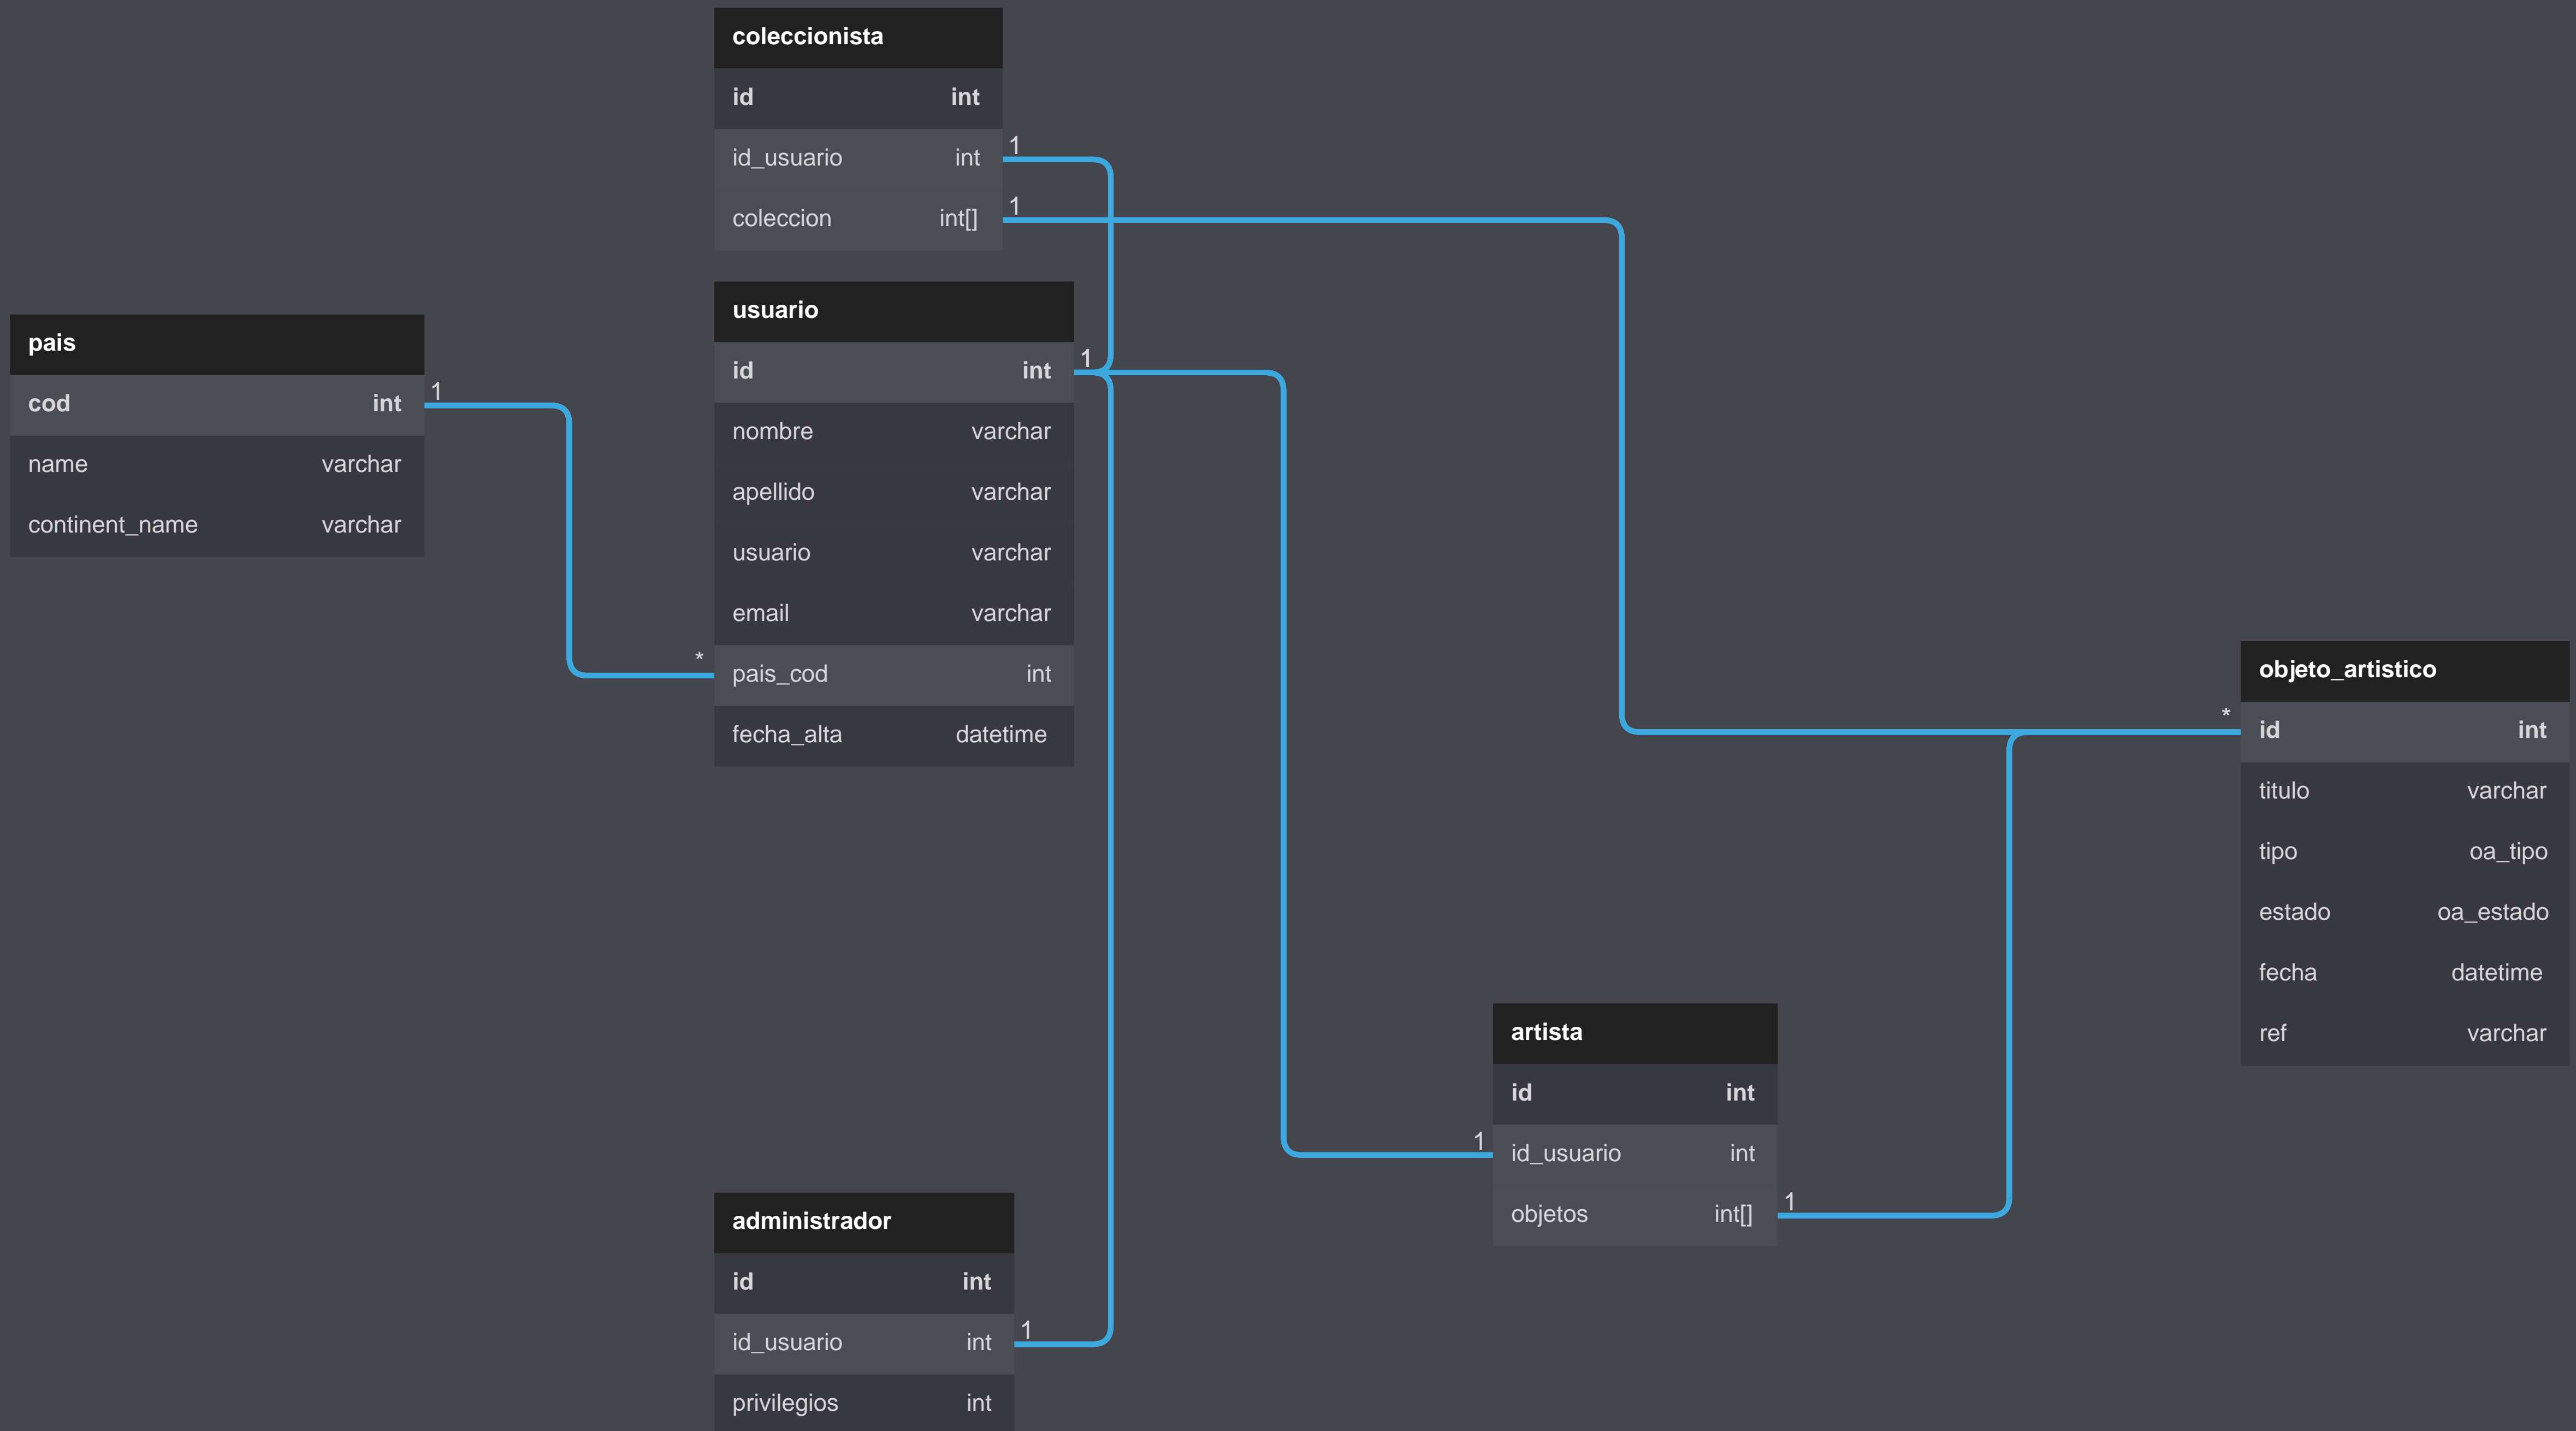 coleccionista
id int
id_usuario int 1
coleccion int[] 1
pais
cod int 1
name varchar
continent_name varchar
usuario
id int 1
nombre varchar
apellido varchar
usuario varchar
email varchar
* pais_cod int
fecha_alta datetime
objeto_artistico
* id int
titulo varchar
tipo oa_tipo
estado oa_estado
fecha datetime
ref varchar
artista
id int
1 id_usuario int
objetos int[] 1
administrador
id int
id_usuario int 1
privilegios int